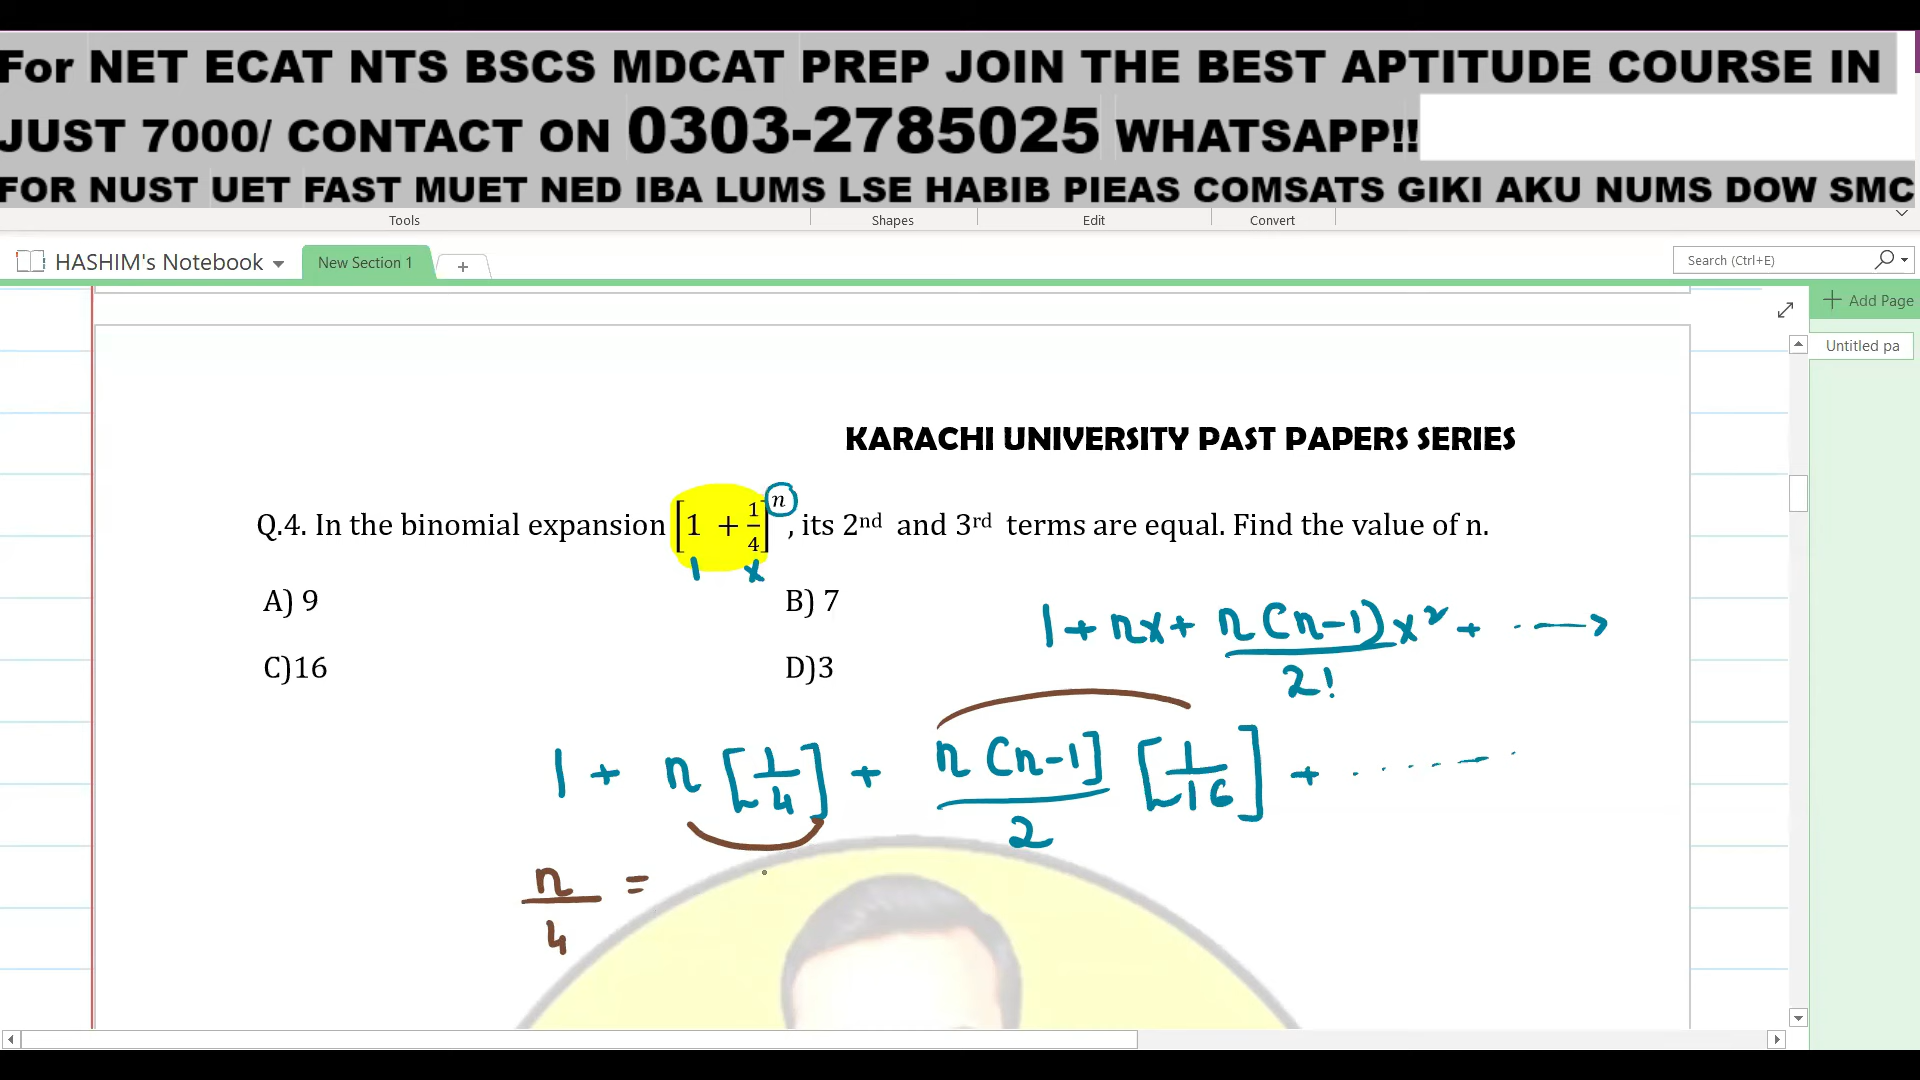 For NET ECAT NTS BSCS MDCAT PREP JOIN THE BEST APTITUDE COURSE IN
JUST 7000/ CONTACT ON 0303-2785025 WHATSAPP!!
FOR NUST UET FAST MUET NED IBA LUMS LSE HABIB PIEAS COMSATS GIKI AKU NUMS DOW SMC
Tools Shapes Edit Convert
HASHIM's Notebook New Section 1 + Search (Ctrl+E)
+ Add Page
Untitled pa
KARACHI UNIVERSITY PAST PAPERS SERIES
Q.4. In the binomial expansion [1 + 1/4]^n, its 2nd and 3rd terms are equal. Find the value of n.
1 x
A) 9 B) 7
1 + nx + n(n-1)/2! x² + ...→
C)16 D)3
1 + n [1/4] + n(n-1]/2 [1/16] + ........
n/4 =